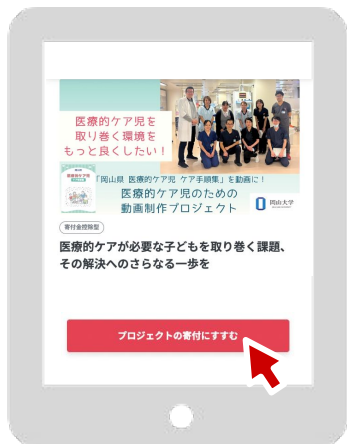 医療的ケア児を
取り巻く環境を
もっと良くしたい！
「岡山県 医療的ケア児 ケア手順集」を動画に！
医療的ケア児のための
動画制作プロジェクト
岡山大学
寄付金控除型
医療的ケアが必要な子どもを取り巻く課題、
その解決へのさらなる一歩を
プロジェクトの寄付にすすむ